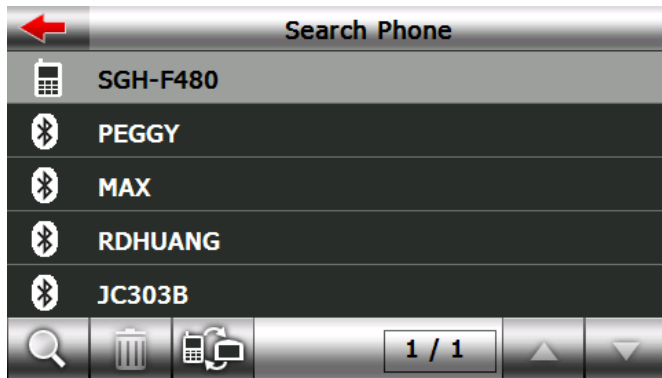 Search Phone
SGH-F480
PEGGY
MAX
RDHUANG
JC303B
1 / 1